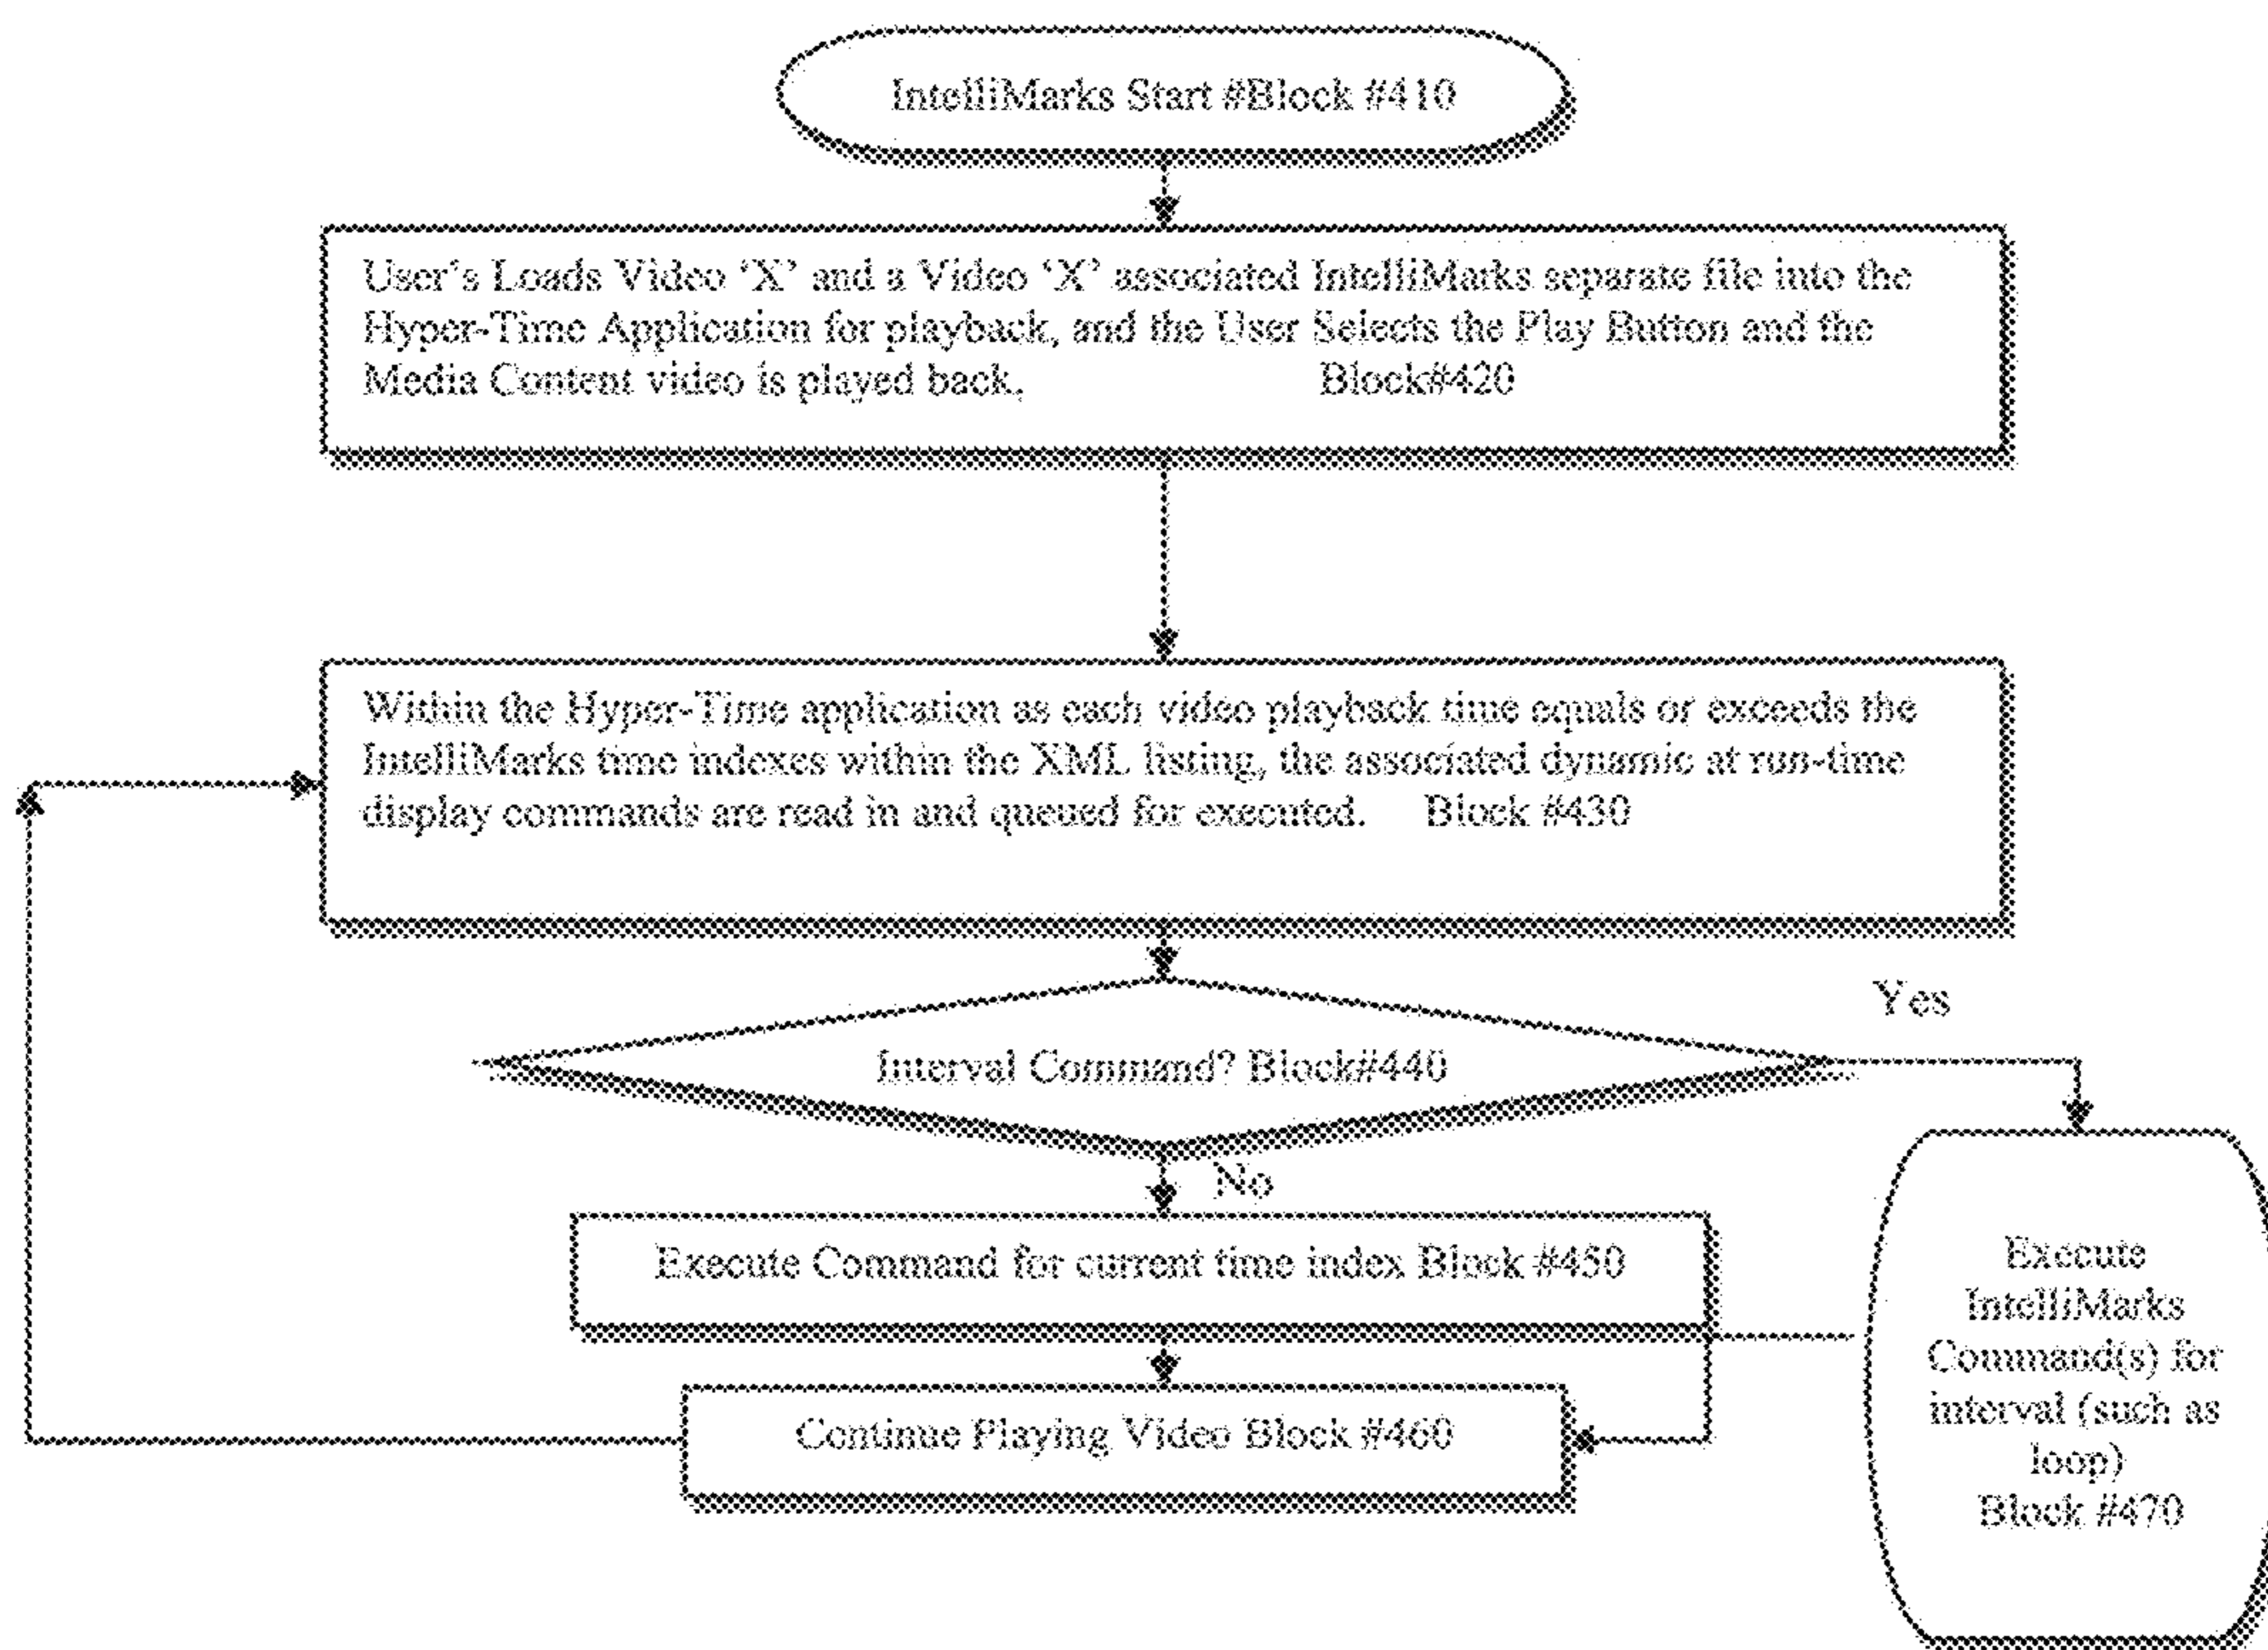 IntelliMarks Start #Block #410
User's Loads Video 'X' and a Video 'X' associated IntelliMarks separate file into the
Hyper-Time Application for playback, and the User Selects the Play Button and the
Media Content video is played back. Block#420
Within the Hyper-Time application as each video playback time equals or exceeds the
IntelliMarks time indexes within the XML listing, the associated dynamic at run-time
display commands are read in and queued for executed. Block #430
Interval Command? Block#440
Yes
No
Execute Command for current time index Block #450
Continue Playing Video Block #460
Execute
IntelliMarks
Command(s) for
interval (such as
loop)
Block #470